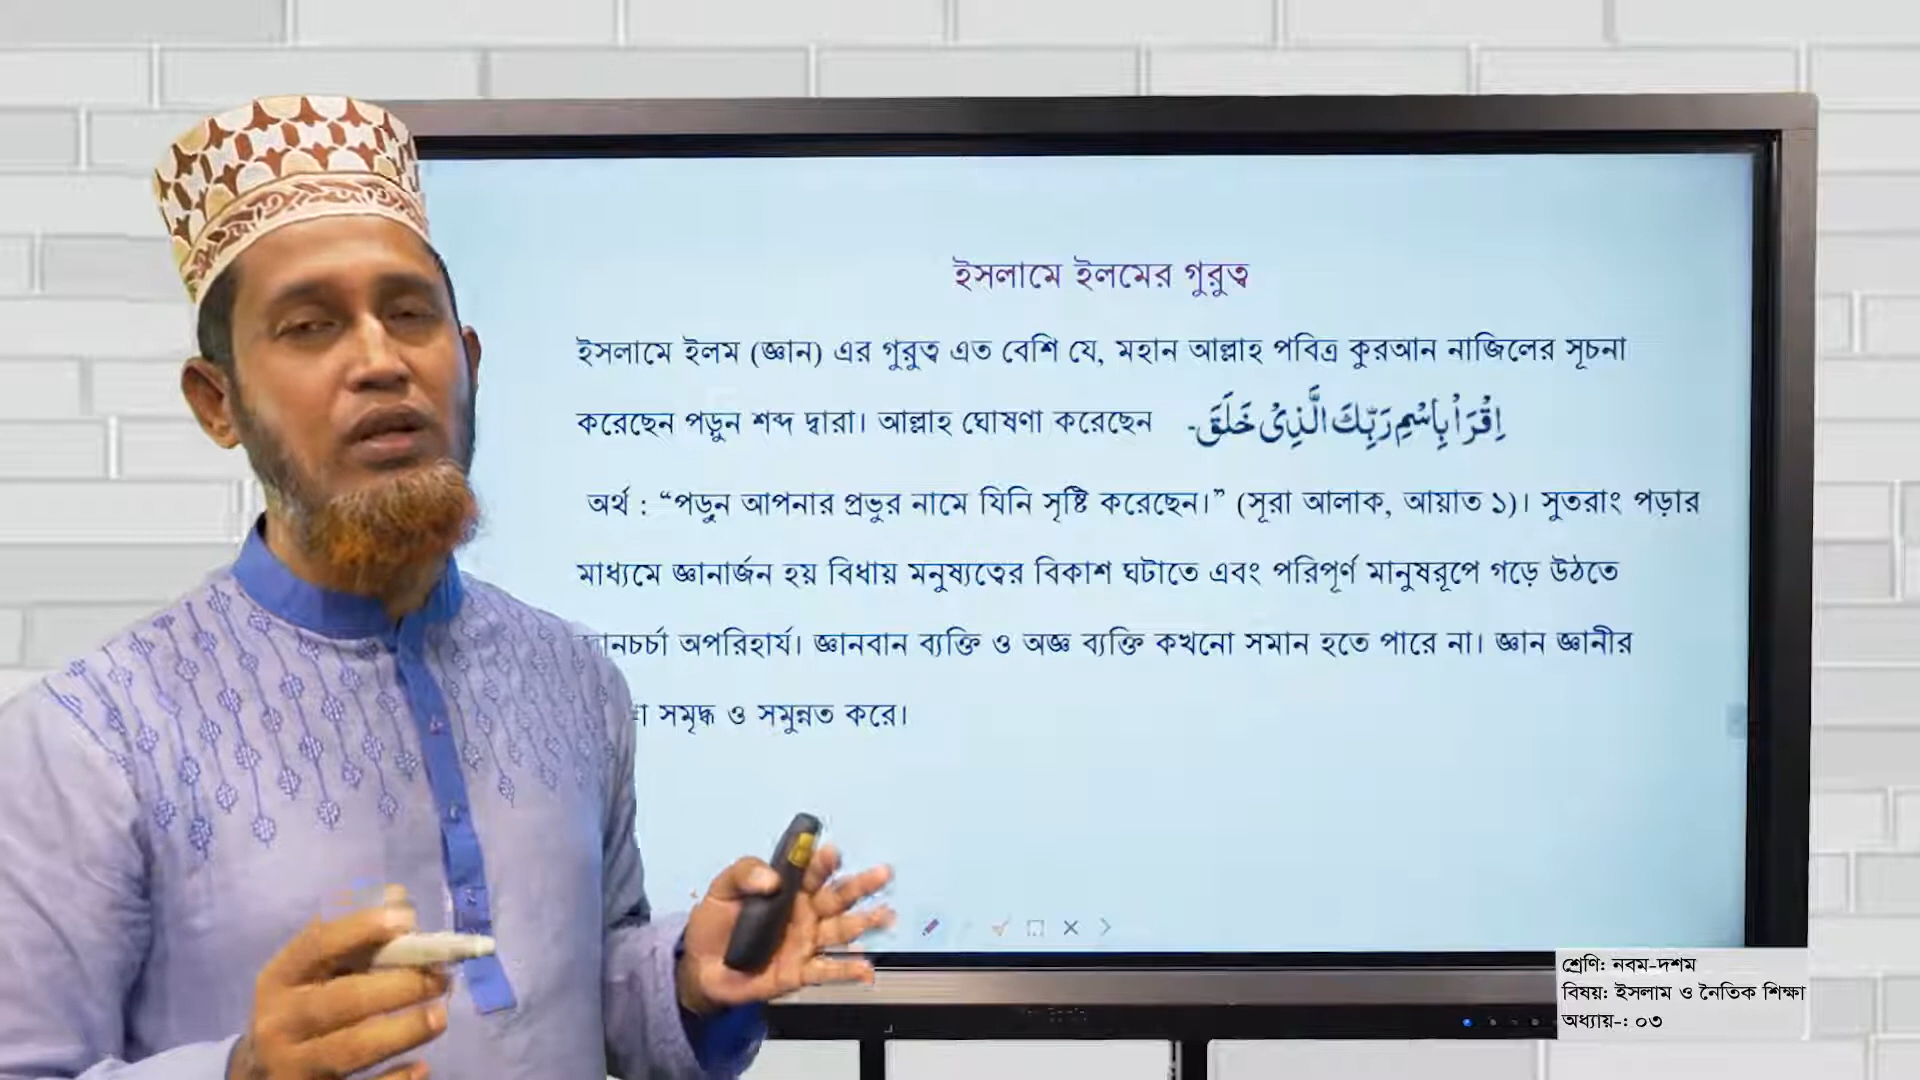 ইসলামে ইলমের গুরুত্ব
ইসলামে ইলম (জ্ঞান) এর গুরুত্ব এত বেশি যে, মহান আল্লাহ পবিত্র কুরআন নাজিলের সূচনা
করেছেন পড়ুন শব্দ দ্বারা। আল্লাহ ঘোষণা করেছেন اِقْرَاْ بِاسْمِ رَبِّكَ الَّذِىْ خَلَقَ-
অর্থ : “পড়ুন আপনার প্রভুর নামে যিনি সৃষ্টি করেছেন।” (সূরা আলাক, আয়াত ১)। সুতরাং পড়ার
মাধ্যমে জ্ঞানার্জন হয় বিধায় মনুষ্যত্বের বিকাশ ঘটাতে এবং পরিপূর্ণ মানুষরূপে গড়ে উঠতে
অপরিহার্য। জ্ঞানবান ব্যক্তি ও অজ্ঞ ব্যক্তি কখনো সমান হতে পারে না। জ্ঞান জ্ঞানীর
সমৃদ্ধ ও সমুন্নত করে।
শ্রেণি: নবম-দশম
বিষয়: ইসলাম ও নৈতিক শিক্ষা
অধ্যায়-: ০৩